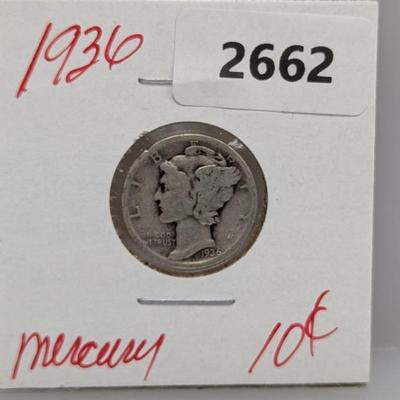 1936
2662
LIBERTY
IN GOD
WE TRUST
1936
mercury 10¢